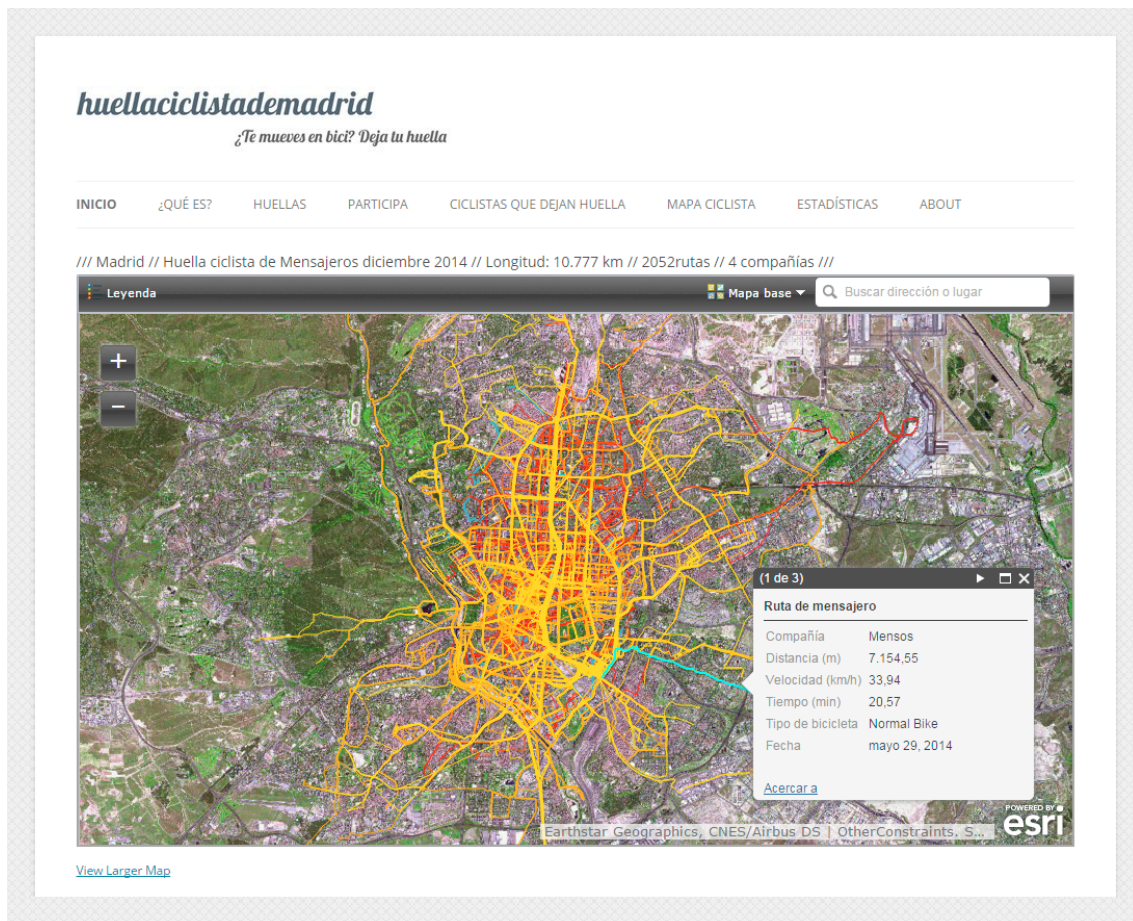 huellaciclistademadrid
¿Te mueves en bici? Deja tu huella
INICIO ¿QUÉ ES? HUELLAS PARTICIPA CICLISTAS QUE DEJAN HUELLA MAPA CICLISTA ESTADÍSTICAS ABOUT
/// Madrid // Huella ciclista de Mensajeros diciembre 2014 // Longitud: 10.777 km // 2052rutas // 4 compañías ///
Leyenda Mapa base Buscar dirección o lugar
+
−
(1 de 3)
Ruta de mensajero
Compañía Mensos
Distancia (m) 7.154,55
Velocidad (km/h) 33,94
Tiempo (min) 20,57
Tipo de bicicleta Normal Bike
Fecha mayo 29, 2014
Acercar a
POWERED BY
esri
Earthstar Geographics, CNES/Airbus DS | OtherConstraints. S...
View Larger Map